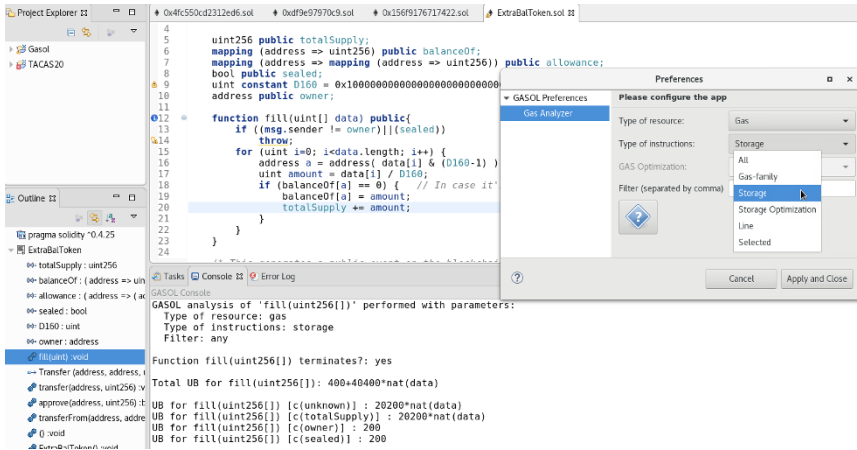 Project Explorer
Gasol
TACAS20
Outline
pragma solidity ^0.4.25
ExtraBalToken
totalSupply : uint256
balanceOf : ( address => uin
allowance : ( address => ( ad
sealed : bool
D160 : uint
owner : address
fill(uint) :void
Transfer (address, address, u
transfer(address, uint256) :v
approve(address, uint256) :b
transferFrom(address, addre
() :void
ExtraBalToken() :void
0x4fc550cd2312ed6.sol
0xdf9e97970c9.sol
0x156f9176717422.sol
ExtraBalToken.sol
4
5 uint256 public totalSupply;
6 mapping (address => uint256) public balanceOf;
7 mapping (address => mapping (address => uint256)) public allowance;
8 bool public sealed;
9 uint constant D160 =
10 address public owner;
11
12 function fill(uint[] data) public{
13 if ((msg.sender != owner)||(sealed))
14 throw;
15 for (uint i=0; i<data.length; i++) {
16 address a = address( data[i] & (D160-1) )
17 uint amount = data[i] / D160;
18 if (balanceOf[a] == 0) { // In case it'
19 balanceOf[a] = amount;
20 totalSupply += amount;
21 }
22 }
23 }
24
Tasks
Console
Error Log
GASOL Console
GASOL analysis of 'fill(uint256[])' performed with parameters:
Type of resource: gas
Type of instructions: storage
Filter: any
Function fill(uint256[]) terminates?: yes
Total UB for fill(uint256[]): 400+40400*nat(data)
UB for fill(uint256[]) [c(unknown)] : 20200*nat(data)
UB for fill(uint256[]) [c(totalSupply)] : 20200*nat(data)
UB for fill(uint256[]) [c(owner)] : 200
UB for fill(uint256[]) [c(sealed)] : 200
Preferences
GASOL Preferences
Gas Analyzer
Please configure the app
Type of resource:
Gas
Type of instructions:
Storage
GAS Optimization:
Filter (separated by comma)
All
Gas-family
Storage
Storage Optimization
Line
Selected
Cancel
Apply and Close